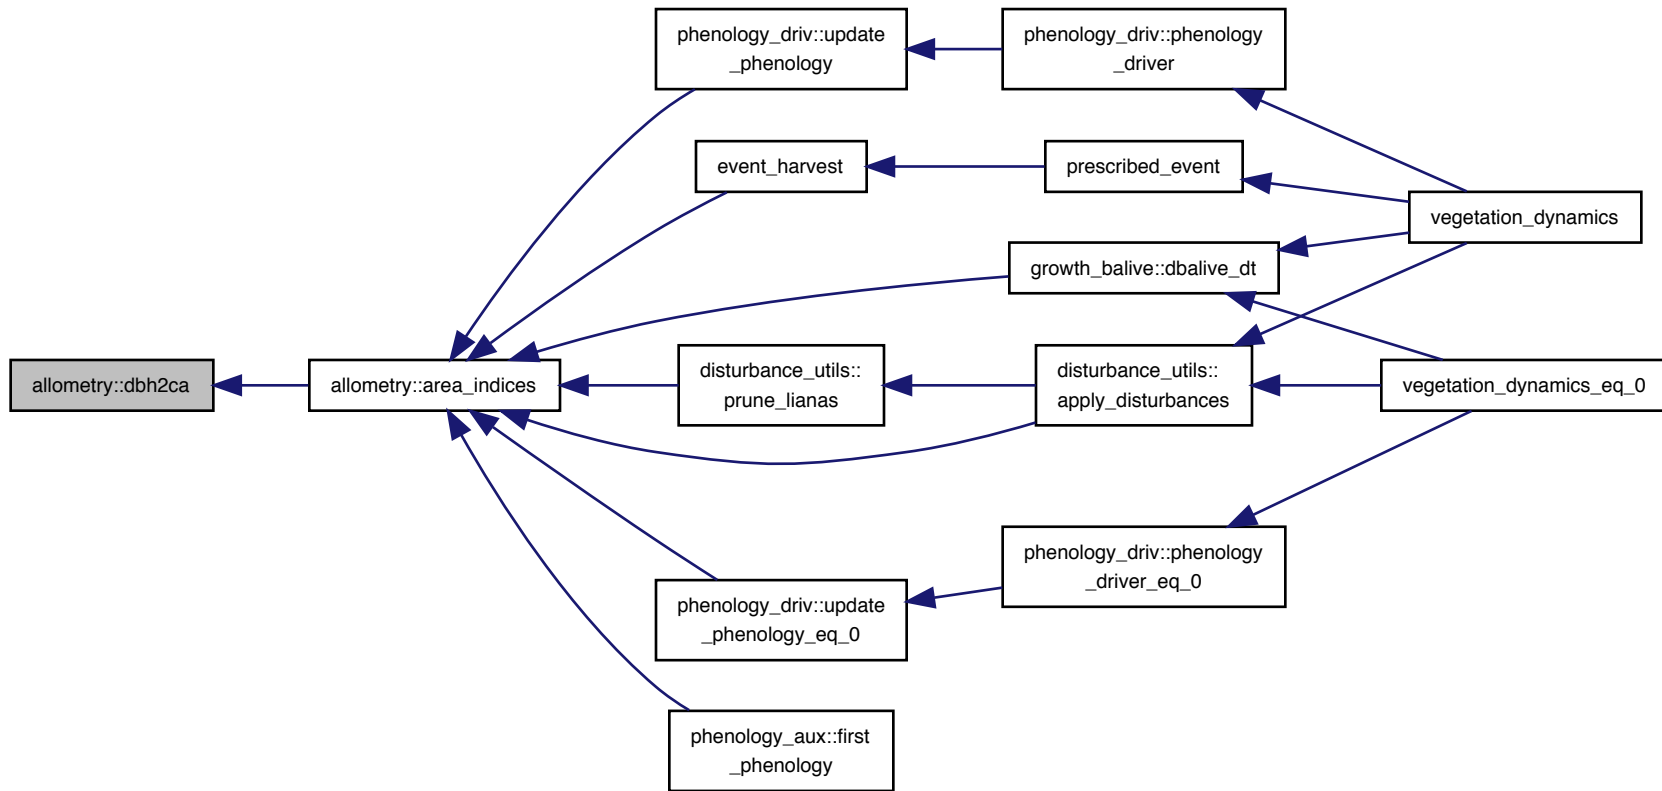 phenology_driv::update
_phenology
phenology_driv::phenology
_driver
event_harvest
prescribed_event
vegetation_dynamics
growth_balive::dbalive_dt
allometry::dbh2ca
allometry::area_indices
disturbance_utils::
prune_lianas
disturbance_utils::
apply_disturbances
vegetation_dynamics_eq_0
phenology_driv::phenology
_driver_eq_0
phenology_driv::update
_phenology_eq_0
phenology_aux::first
_phenology